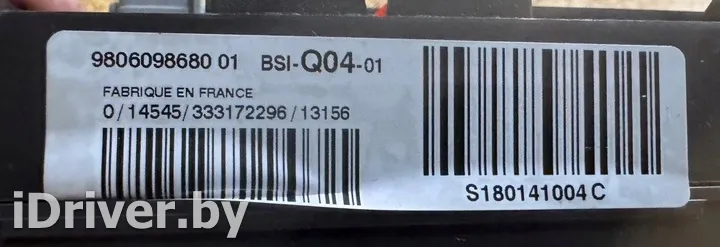 9806098680 01 BSI-Q04-01
FABRIQUE EN FRANCE
0/14545/333172296/13156
S180141004 C
iDriver.by